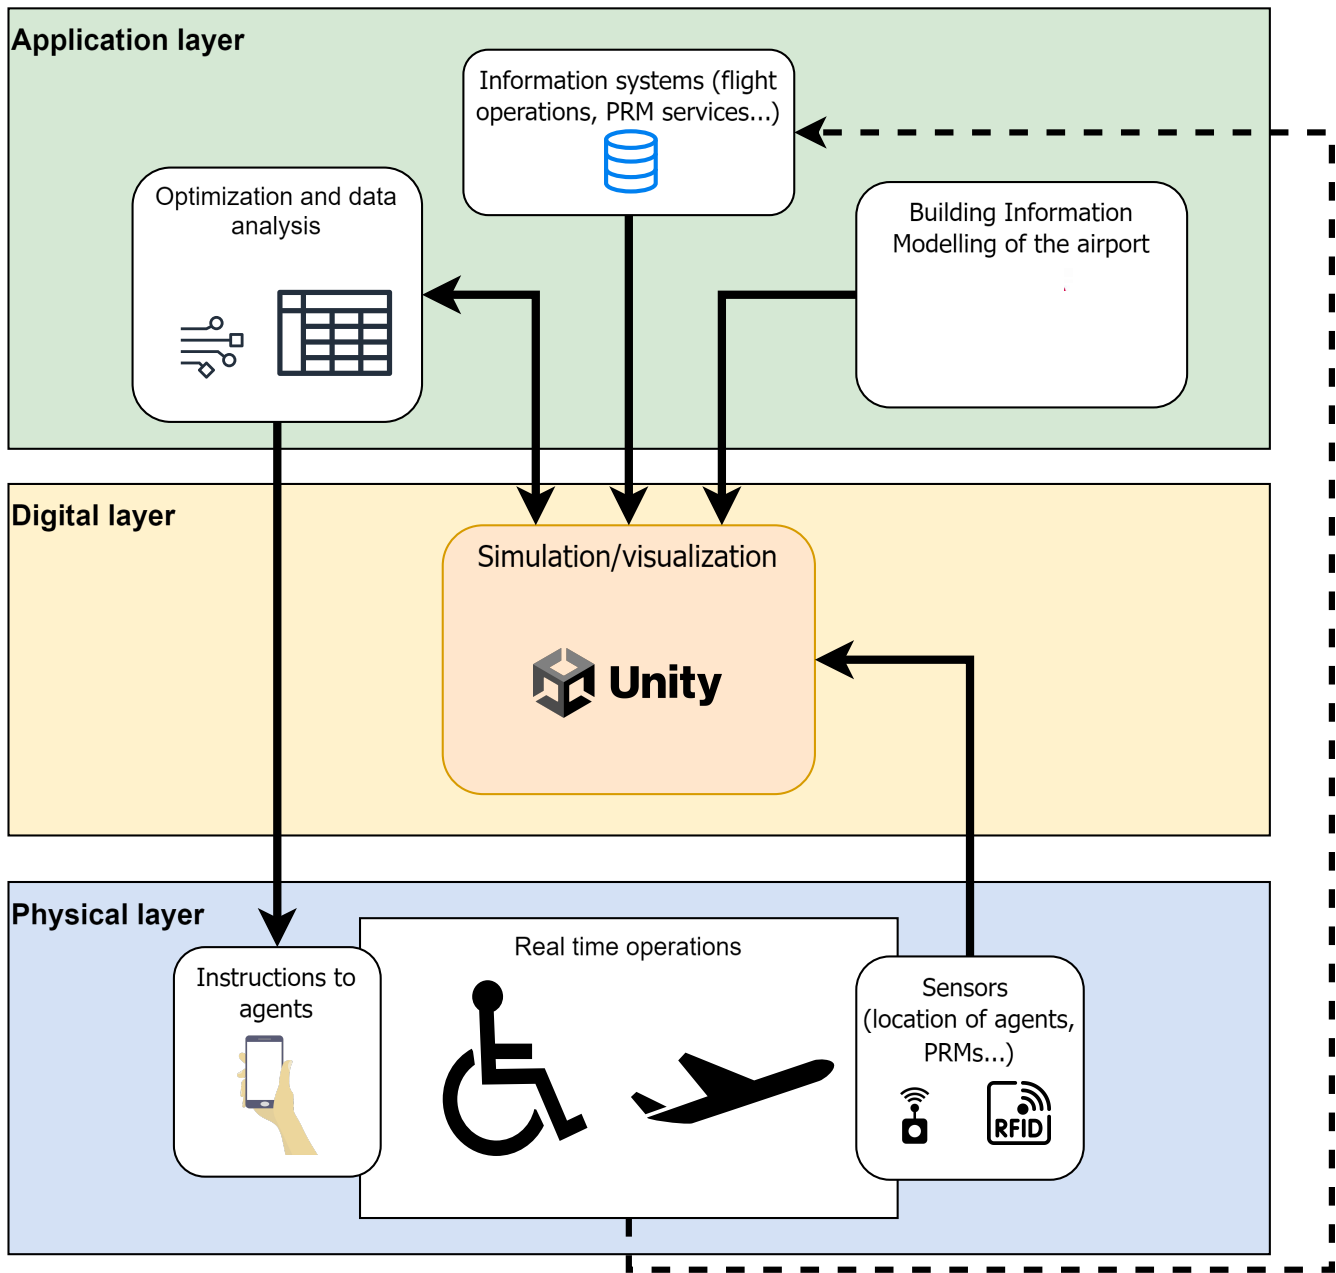 Application layer
Information systems (flight
operations, PRM services...)
Optimization and data
analysis
Building Information
Modelling of the airport
Digital layer
Simulation/visualization
Unity
Physical layer
Real time operations
Instructions to
agents
Sensors
(location of agents,
PRMs...)
RFID